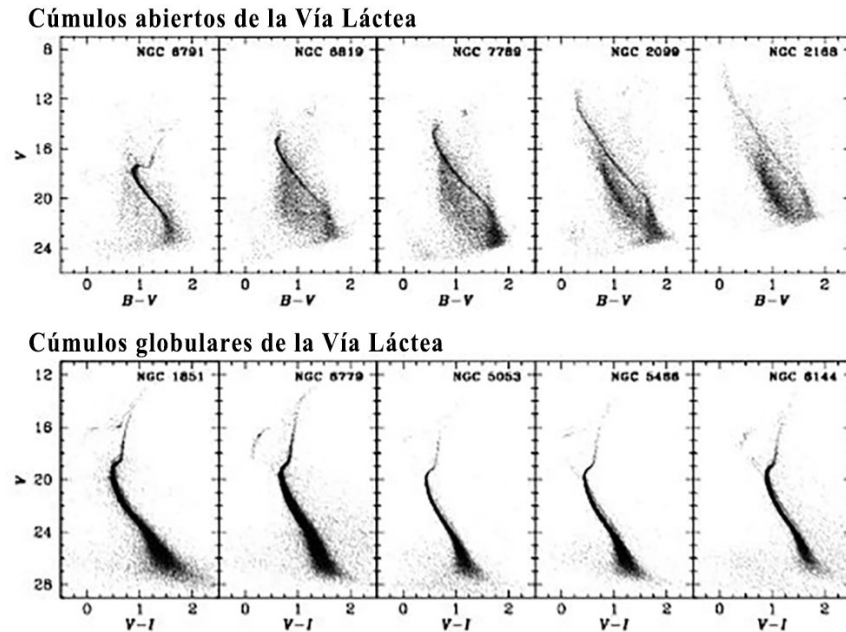 Cúmulos abiertos de la Vía Láctea
NGC 6791 NGC 6819 NGC 7789 NGC 2099 NGC 2168
8
12
16
20
24
V
0 1 2 0 1 2 0 1 2 0 1 2 0 1 2
B-V B-V B-V B-V B-V
Cúmulos globulares de la Vía Láctea
NGC 1851 NGC 6779 NGC 5053 NGC 5466 NGC 6144
12
16
20
24
28
V
0 1 2 0 1 2 0 1 2 0 1 2 0 1 2
V-I V-I V-I V-I V-I